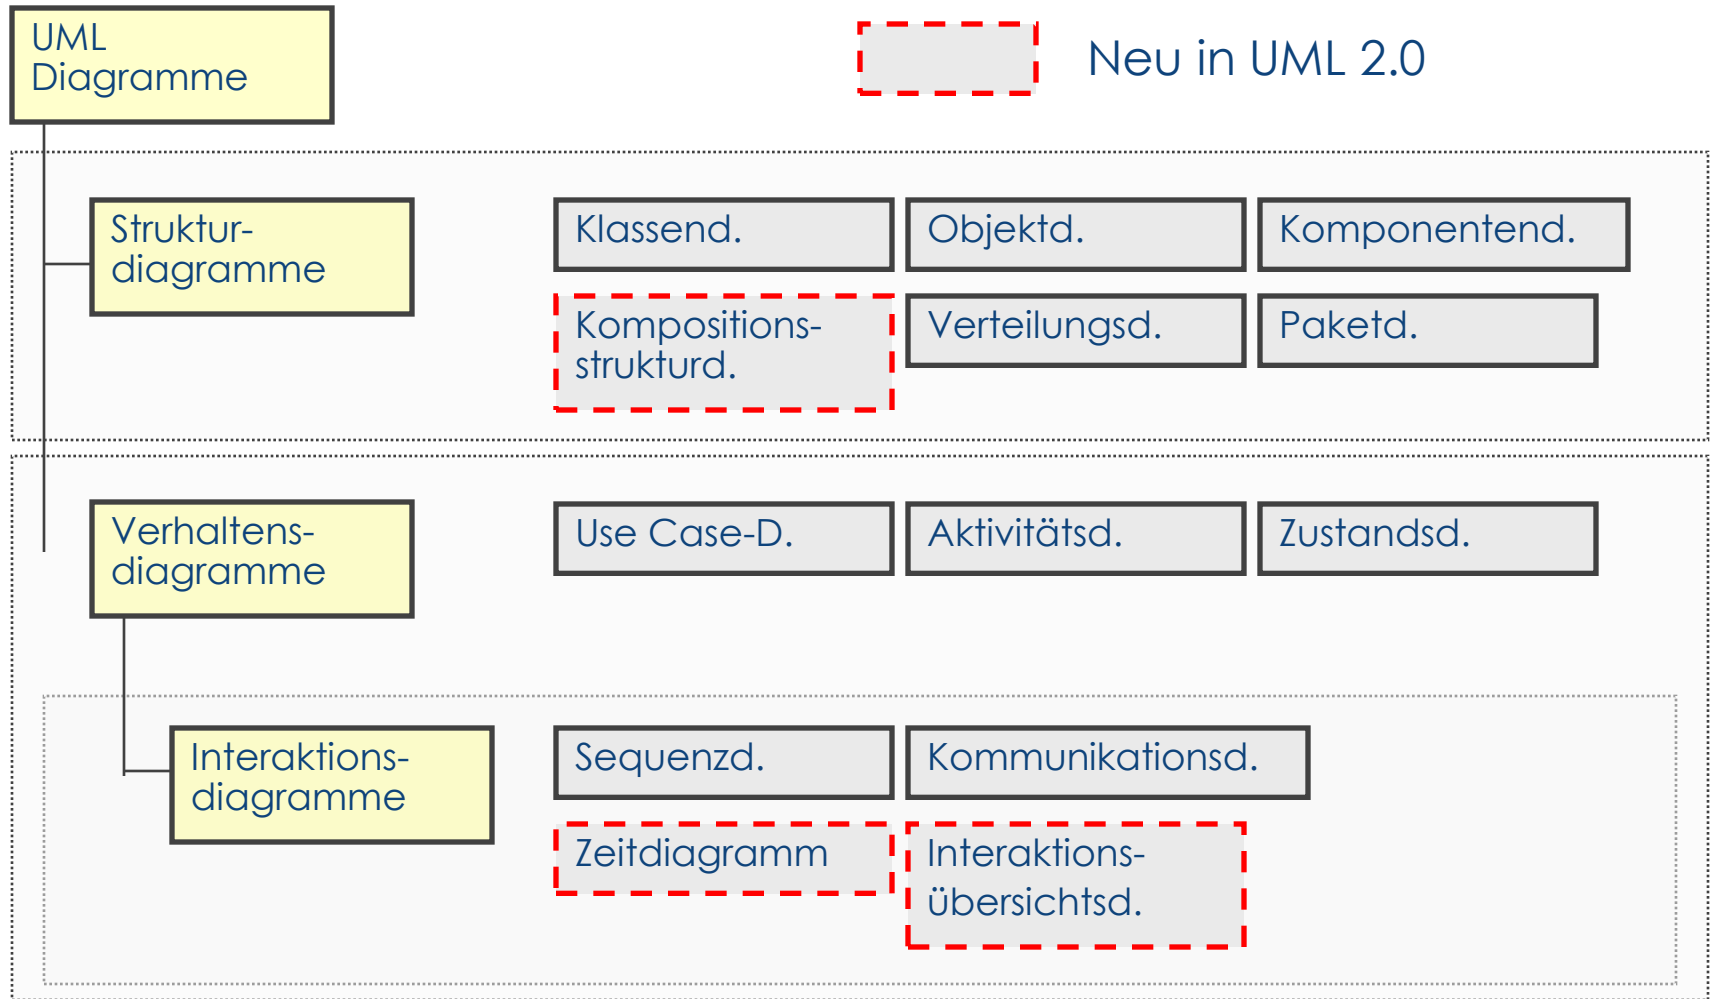 UML
Diagramme
Neu in UML 2.0
Struktur-
diagramme
Klassend.
Objektd.
Komponentend.
Kompositions-
strukturd.
Verteilungsd.
Paketd.
Verhaltens-
diagramme
Use Case-D.
Aktivitätsd.
Zustandsd.
Interaktions-
diagramme
Sequenzd.
Kommunikationsd.
Zeitdiagramm
Interaktions-
übersichtsd.